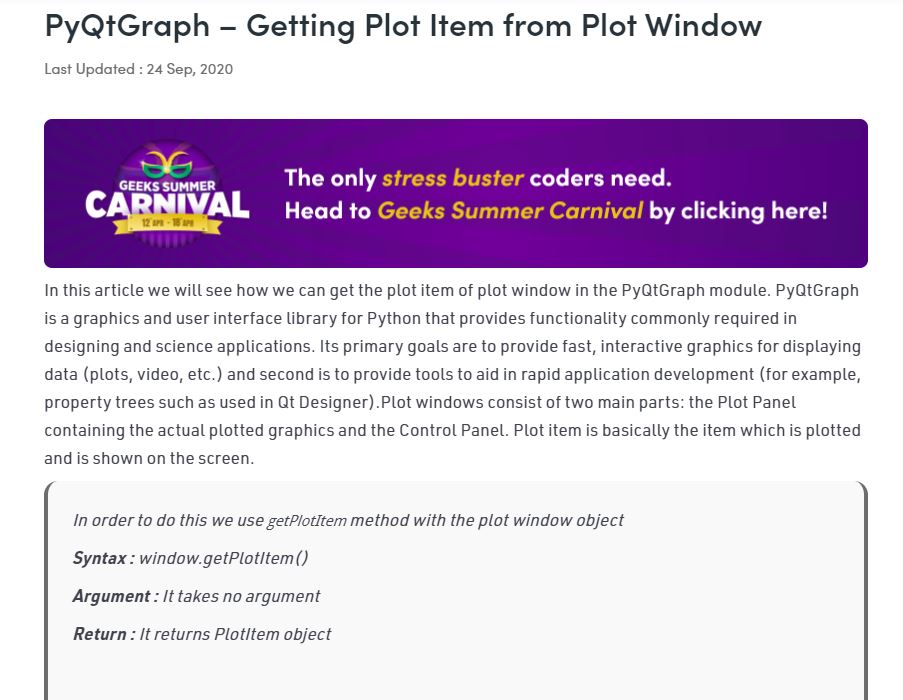 PyQtGraph – Getting Plot Item from Plot Window
Last Updated : 24 Sep, 2020
GEEKS SUMMER
CARNIVAL
12 APR - 18 APR
The only stress buster coders need.
Head to Geeks Summer Carnival by clicking here!
In this article we will see how we can get the plot item of plot window in the PyQtGraph module. PyQtGraph
is a graphics and user interface library for Python that provides functionality commonly required in
designing and science applications. Its primary goals are to provide fast, interactive graphics for displaying
data (plots, video, etc.) and second is to provide tools to aid in rapid application development (for example,
property trees such as used in Qt Designer).Plot windows consist of two main parts: the Plot Panel
containing the actual plotted graphics and the Control Panel. Plot item is basically the item which is plotted
and is shown on the screen.
In order to do this we use getPlotItem method with the plot window object
Syntax : window.getPlotItem()
Argument : It takes no argument
Return : It returns PlotItem object